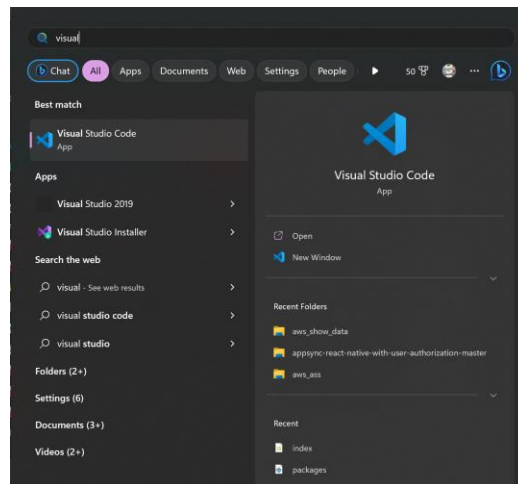 visual
Chat All Apps Documents Web Settings People 50
Best match
Visual Studio Code
App
Apps
Visual Studio 2019
Visual Studio Installer
Search the web
visual - See web results
visual studio code
visual studio
Folders (2+)
Settings (6)
Documents (3+)
Videos (2+)
Visual Studio Code
App
Open
New Window
Recent Folders
aws_show_data
appsync-react-native-with-user-authorization-master
aws_ass
Recent
index
packages